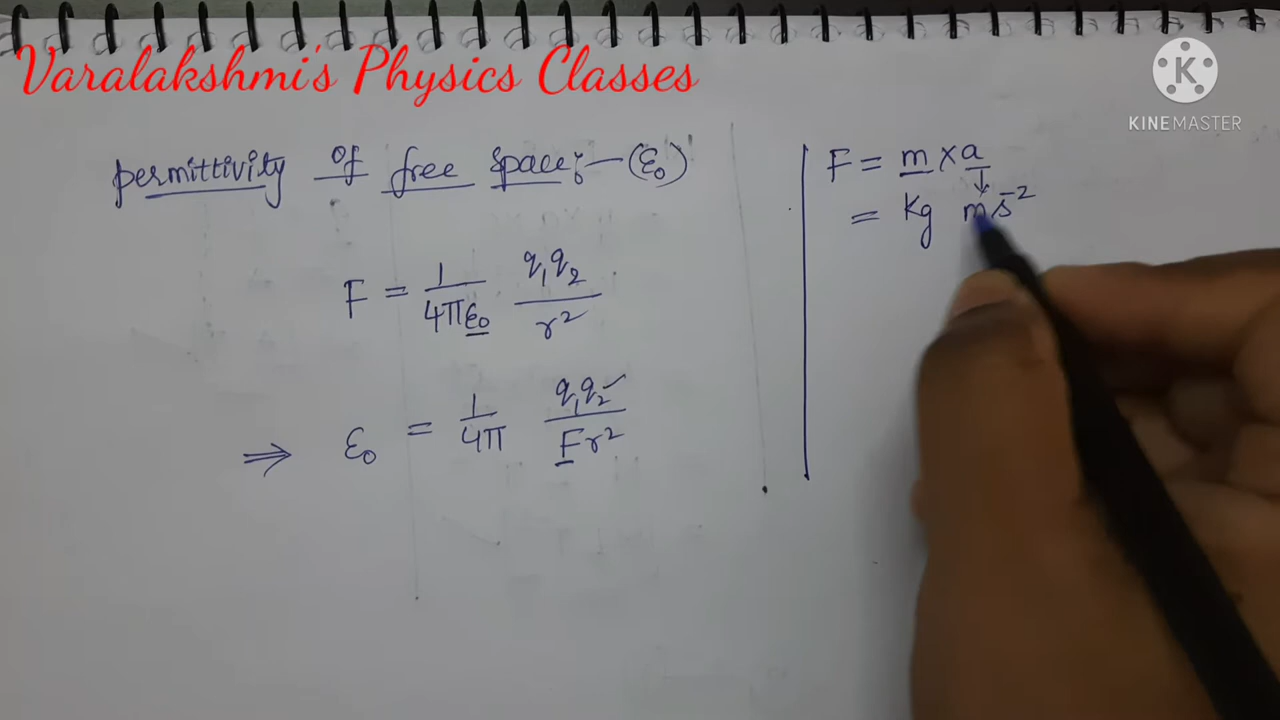 Varalakshmi's Physics Classes
KINEMASTER
permittivity of free space:-(ε₀)
F = 1/4πε₀ q₁q₂/r²
⇒ ε₀ = 1/4π q₁q₂/Fr²
F = m × a
↓
= Kg ms⁻²